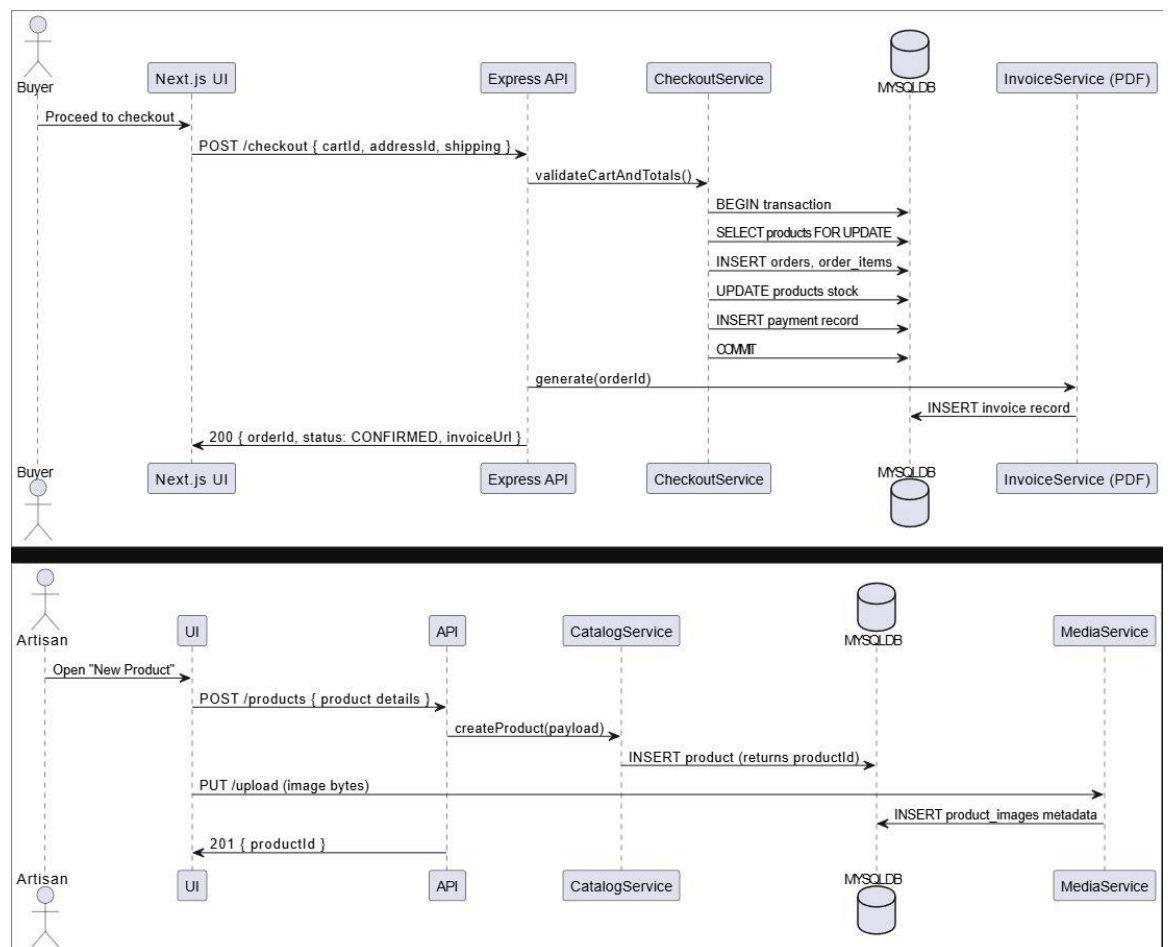 Buyer
Next.js UI
Express API
CheckoutService
MYSQLDB
InvoiceService (PDF)
Proceed to checkout
POST /checkout { cartId, addressId, shipping }
validateCartAndTotals()
BEGIN transaction
SELECT products FOR UPDATE
INSERT orders, order_items
UPDATE products stock
INSERT payment record
COMMIT
generate(orderId)
INSERT invoice record
200 { orderId, status: CONFIRMED, invoiceUrl }
Buyer
Next.js UI
Express API
CheckoutService
MYSQLDB
InvoiceService (PDF)
Artisan
UI
API
CatalogService
MYSQLDB
MediaService
Open "New Product"
POST /products { product details }
createProduct(payload)
INSERT product (returns productId)
PUT /upload (image bytes)
INSERT product_images metadata
201 { productId }
Artisan
UI
API
CatalogService
MYSQLDB
MediaService